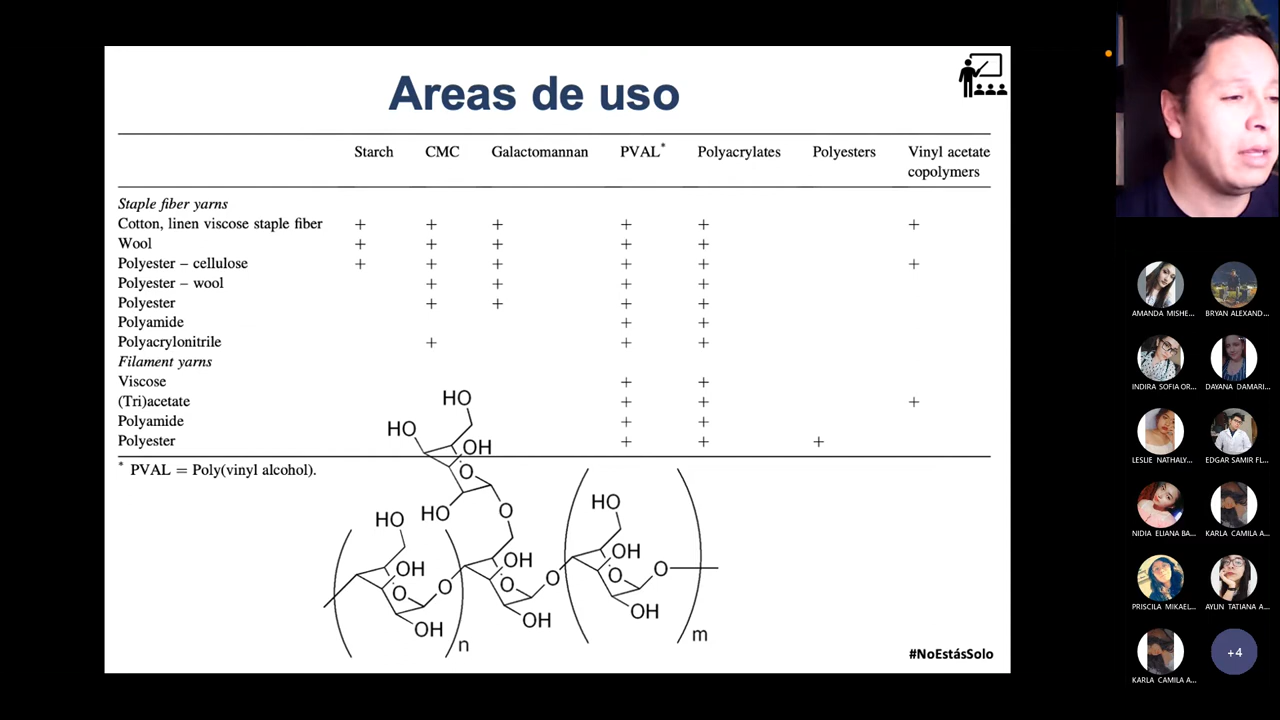 Areas de uso
Starch CMC Galactomannan PVAL* Polyacrylates Polyesters Vinyl acetate copolymers
Staple fiber yarns
Cotton, linen viscose staple fiber + + + + + +
Wool + + + + +
Polyester – cellulose + + + + + +
Polyester – wool + + + +
Polyester + + + +
Polyamide + +
Polyacrylonitrile + + +
Filament yarns
Viscose + +
(Tri)acetate + + +
Polyamide + +
Polyester + + +
* PVAL = Poly(vinyl alcohol).
HO
HO
OH
O
HO
O
HO
OH
O
O
OH
n
OH
O
O
OH
HO
OH
O
O
OH
m
#NoEstásSolo
AMANDA MISHE...
BRYAN ALEXAND...
INDIRA SOFIA OR...
DAYANA DAMARI...
LESLIE NATHALY...
EDGAR SAMIR FL...
NIDIA ELIANA BA...
KARLA CAMILA A...
PRISCILA MIKAEL...
AYLIN TATIANA A...
KARLA CAMILA A...
+4